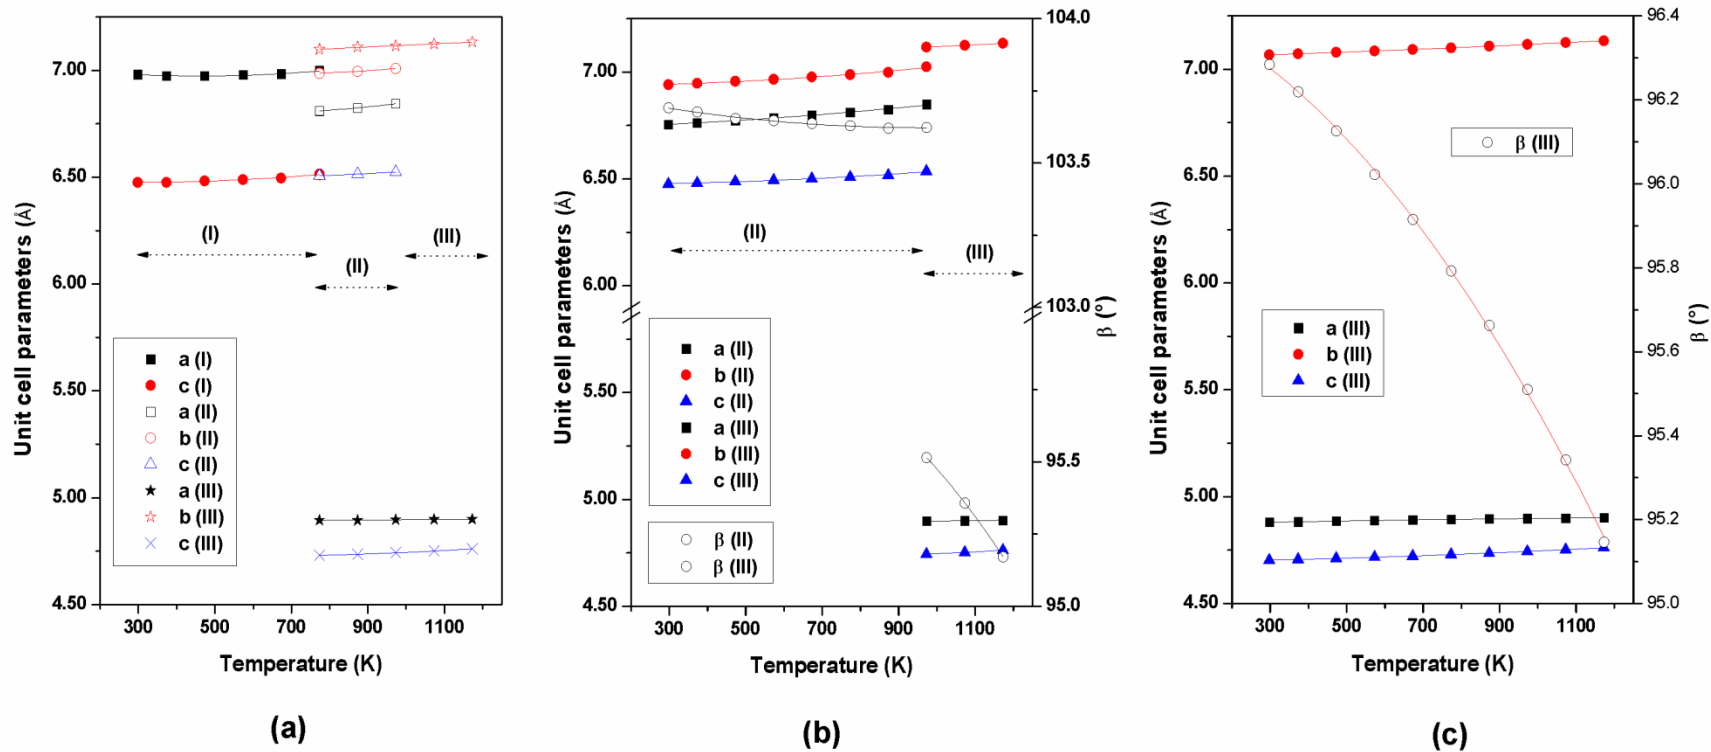 7.00
6.50
6.00
5.50
5.00
4.50
Unit cell parameters (Å)
(I)
(II)
(III)
a (I)
c (I)
a (II)
b (II)
c (II)
a (III)
b (III)
c (III)
300 500 700 900 1100
Temperature (K)
(a)
7.00
6.50
6.00
5.50
5.00
4.50
Unit cell parameters (Å)
(II)
(III)
a (II)
b (II)
c (II)
a (III)
b (III)
c (III)
β (II)
β (III)
104.0
103.5
103.0
95.5
95.0
β (°)
300 500 700 900 1100
Temperature (K)
(b)
7.00
6.50
6.00
5.50
5.00
4.50
Unit cell parameters (Å)
β (III)
a (III)
b (III)
c (III)
96.4
96.2
96.0
95.8
95.6
95.4
95.2
95.0
β (°)
300 500 700 900 1100
Temperature (K)
(c)